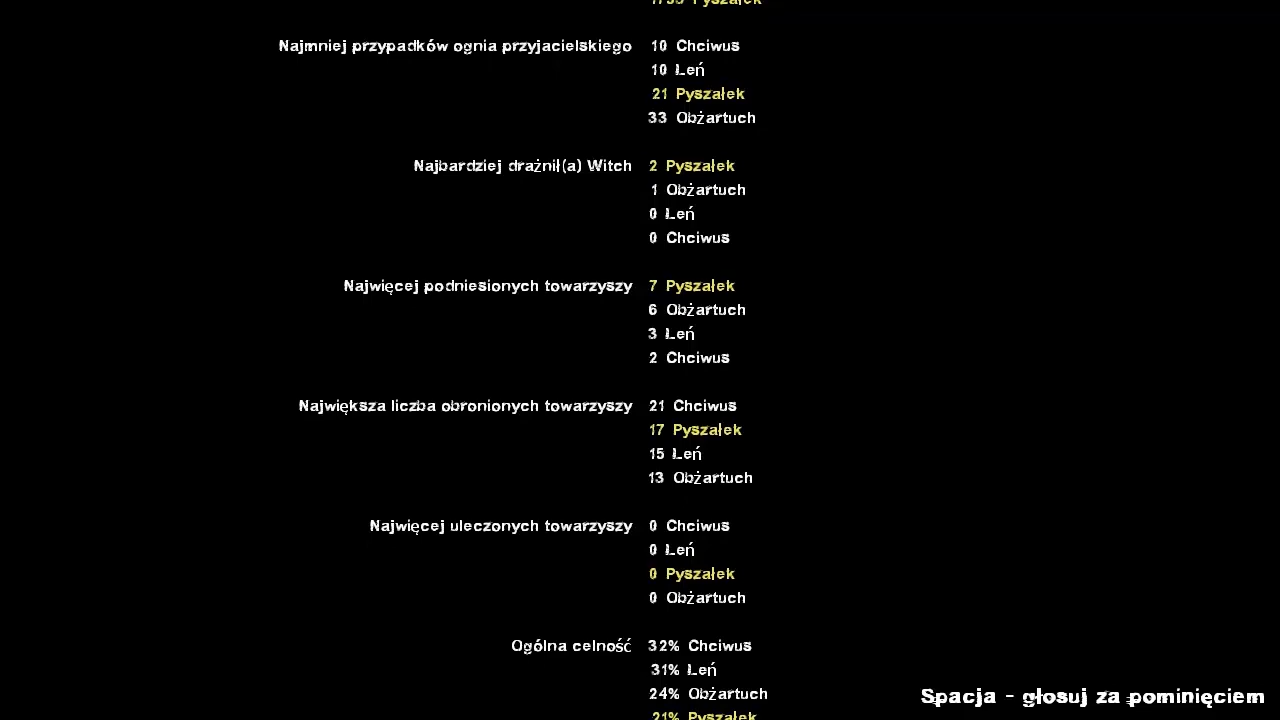 Najmniej przypadków ognia przyjacielskiego 10 Chciwus
10 Leń
21 Pyszałek
33 Obżartuch
Najbardziej drażnił(a) Witch 2 Pyszałek
1 Obżartuch
0 Leń
0 Chciwus
Najwięcej podniesionych towarzyszy 7 Pyszałek
6 Obżartuch
3 Leń
2 Chciwus
Największa liczba obronionych towarzyszy 21 Chciwus
17 Pyszałek
15 Leń
13 Obżartuch
Najwięcej uleczonych towarzyszy 0 Chciwus
0 Leń
0 Pyszałek
0 Obżartuch
Ogólna celność 32% Chciwus
31% Leń
24% Obżartuch
21% Pyszałek
Spacja - głosuj za pominięciem